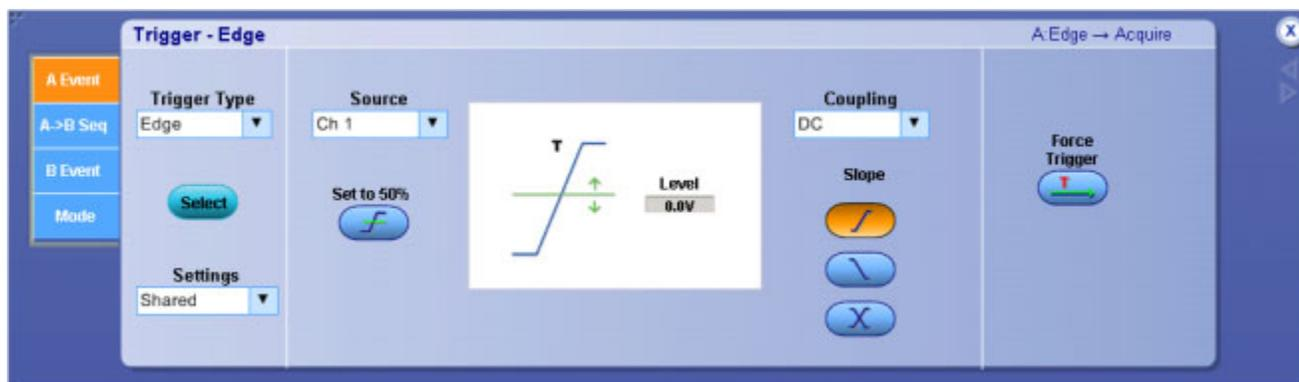 Trigger - Edge
A:Edge → Acquire
X
A Event
A->B Seq
B Event
Mode
Trigger Type
Edge
Select
Settings
Shared
Source
Ch 1
Set to 50%
T
Level
0.0V
Coupling
DC
Slope
Force
Trigger
T